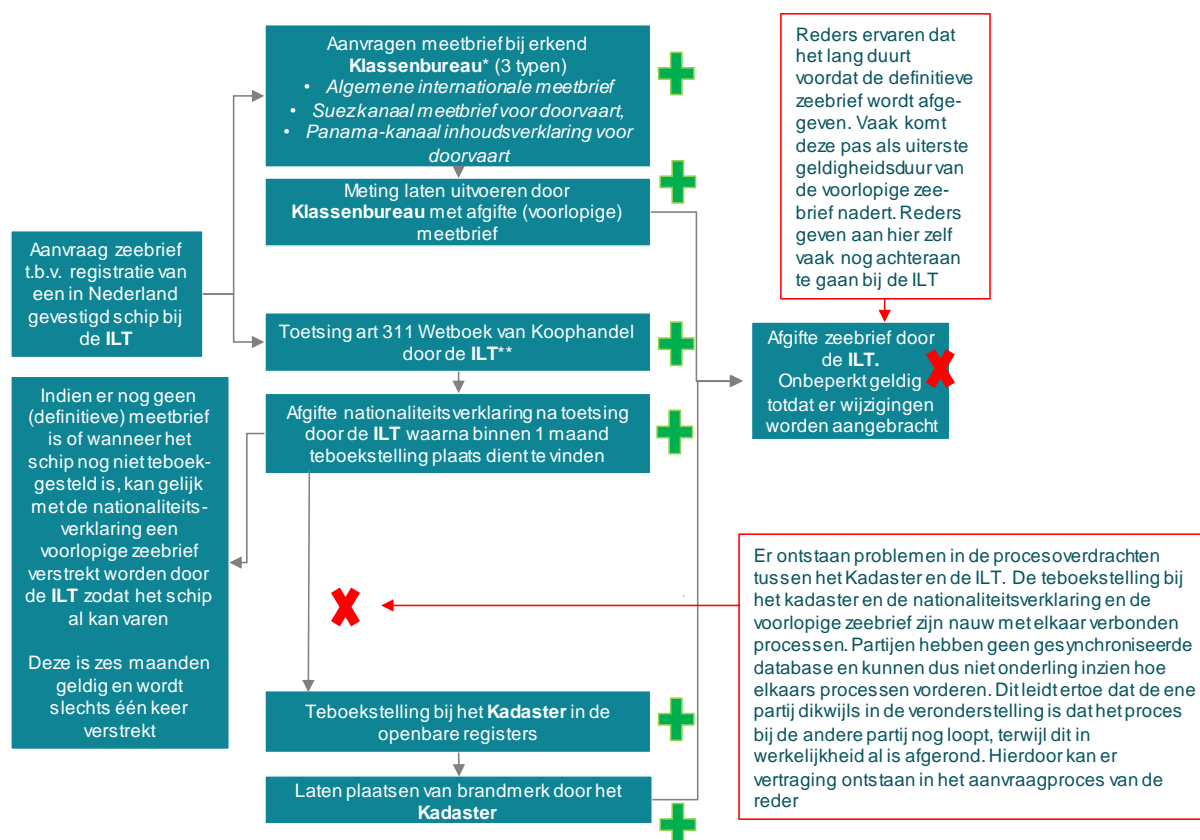 Aanvragen meetbrief bij erkend
Klassenbureau* (3 typen)
• Algemene internationale meetbrief
• Suezkanaal meetbrief voor doorvaart,
• Panama-kanaal inhoudsverklaring voor
doorvaart
Meting laten uitvoeren door
Klassenbureau met afgifte (voorlopige)
meetbrief
Aanvraag zeebrief
t.b.v. registratie van
een in Nederland
gevestigd schip bij
de ILT
Toetsing art 311 Wetboek van Koophandel
door de ILT**
Afgifte nationaliteitsverklaring na toetsing
door de ILT waarna binnen 1 maand
teboekstelling plaats dient te vinden
Indien er nog geen
(definitieve) meetbrief
is of wanneer het
schip nog niet teboek-
gesteld is, kan gelijk
met de nationaliteits-
verklaring een
voorlopige zeebrief
verstrekt worden door
de ILT zodat het schip
al kan varen
Deze is zes maanden
geldig en wordt
slechts één keer
verstrekt
Teboekstelling bij het Kadaster in de
openbare registers
Laten plaatsen van brandmerk door het
Kadaster
Reders ervaren dat
het lang duurt
voordat de definitieve
zeebrief wordt afge-
geven. Vaak komt
deze pas als uiterste
geldigheidsduur van
de voorlopige zee-
brief nadert. Reders
geven aan hier zelf
vaak nog achteraan
te gaan bij de ILT
Afgifte zeebrief door
de ILT.
Onbeperkt geldig
totdat er wijzigingen
worden aangebracht
Er ontstaan problemen in de procesoverdrachten
tussen het Kadaster en de ILT. De teboekstelling bij
het kadaster en de nationaliteitsverklaring en de
voorlopige zeebrief zijn nauw met elkaar verbonden
processen. Partijen hebben geen gesynchroniseerde
database en kunnen dus niet onderling inzien hoe
elkaars processen vorderen. Dit leidt ertoe dat de ene
partij dikwijls in de veronderstelling is dat het proces
bij de andere partij nog loopt, terwijl dit in
werkelijkheid al is afgerond. Hierdoor kan er
vertraging ontstaan in het aanvraagproces van de
reder